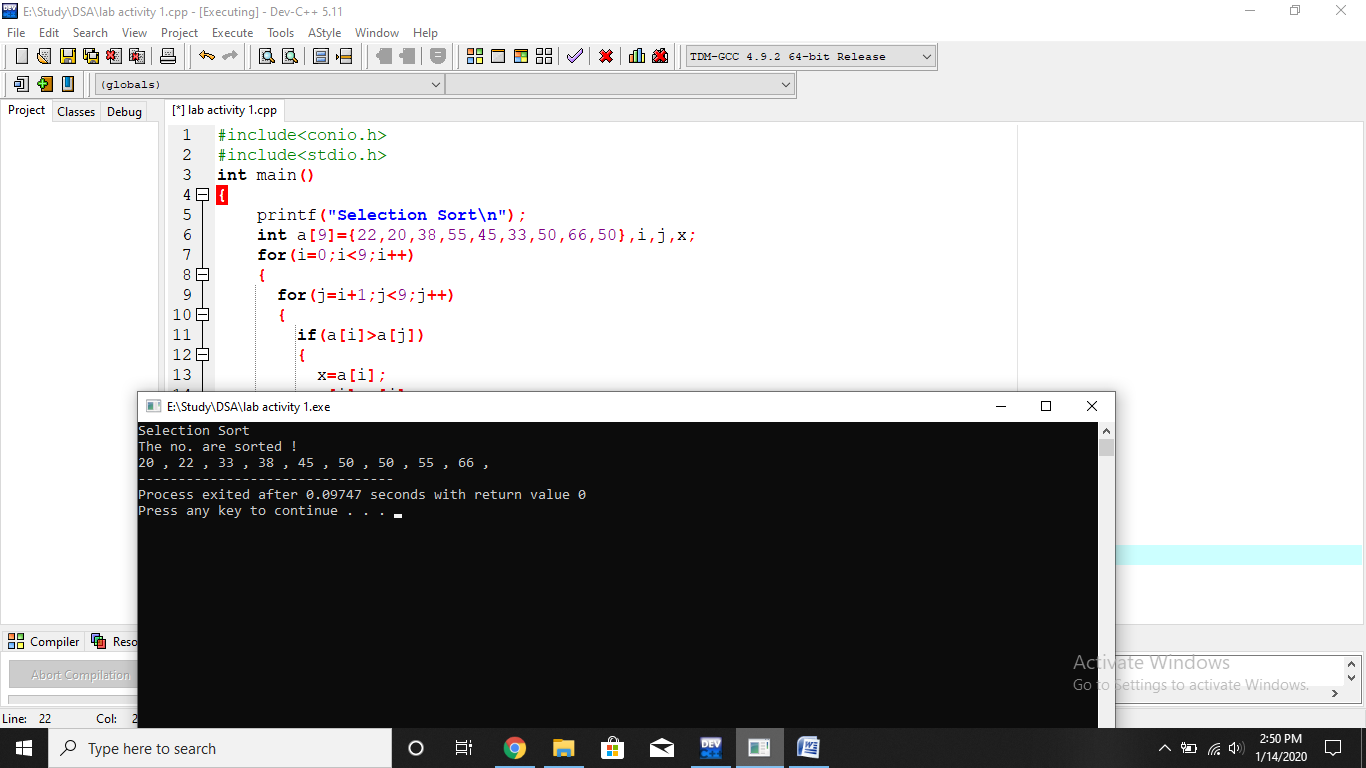 E:\Study\DSA\lab activity 1.cpp - [Executing] - Dev-C++ 5.11
File Edit Search View Project Execute Tools AStyle Window Help
TDM-GCC 4.9.2 64-bit Release
(globals)
Project Classes Debug
[*] lab activity 1.cpp
1 #include<conio.h>
2 #include<stdio.h>
3 int main()
4 {
5 printf("Selection Sort\n");
6 int a[9]={22,20,38,55,45,33,50,66,50},i,j,x;
7 for(i=0;i<9;i++)
8 {
9 for(j=i+1;j<9;j++)
10 {
11 if(a[i]>a[j])
12 {
13 x=a[i];
E:\Study\DSA\lab activity 1.exe
Selection Sort
The no. are sorted !
20 , 22 , 33 , 38 , 45 , 50 , 50 , 55 , 66 ,
--------------------------------
Process exited after 0.09747 seconds with return value 0
Press any key to continue . . .
Compiler Reso
Abort Compilation
Activate Windows
Go to Settings to activate Windows.
Line: 22 Col: 2
Type here to search
DEV C++
2:50 PM
1/14/2020